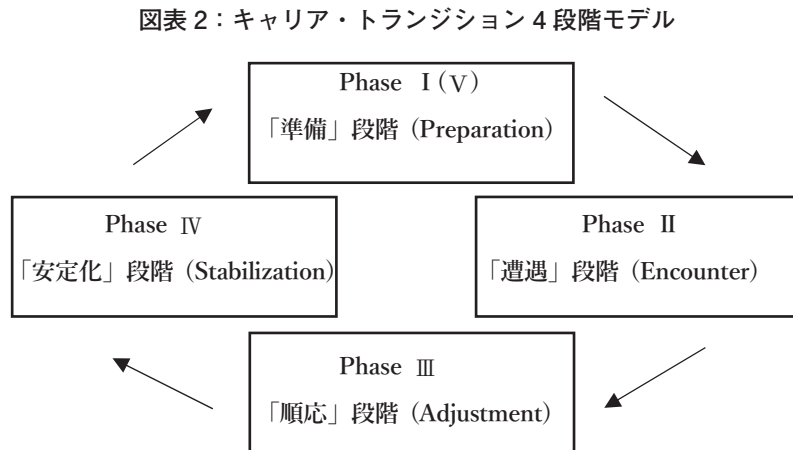 図表2：キャリア・トランジション4段階モデル
Phase Ⅰ(Ⅴ)
「準備」段階（Preparation）
Phase Ⅳ
「安定化」段階（Stabilization）
Phase Ⅱ
「遭遇」段階（Encounter）
Phase Ⅲ
「順応」段階（Adjustment）